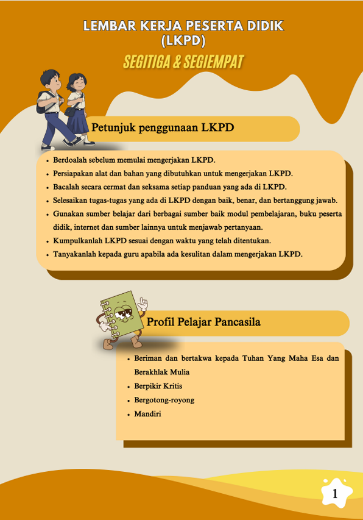 LEMBAR KERJA PESERTA DIDIK
(LKPD)
SEGITIGA & SEGIEMPAT
Petunjuk penggunaan LKPD
• Berdoalah sebelum memulai mengerjakan LKPD.
• Persiapakan alat dan bahan yang dibutuhkan untuk mengerjakan LKPD.
• Bacalah secara cermat dan seksama setiap panduan yang ada di LKPD.
• Selesaikan tugas-tugas yang ada di LKPD dengan baik, benar, dan bertanggung jawab.
• Gunakan sumber belajar dari berbagai sumber baik modul pembelajaran, buku peserta
didik, internet dan sumber lainnya untuk menjawab pertanyaan.
• Kumpulkanlah LKPD sesuai dengan waktu yang telah ditentukan.
• Tanyakanlah kepada guru apabila ada kesulitan dalam mengerjakan LKPD.
Profil Pelajar Pancasila
• Beriman dan bertakwa kepada Tuhan Yang Maha Esa dan
Berakhlak Mulia
• Berpikir Kritis
• Bergotong-royong
• Mandiri
1